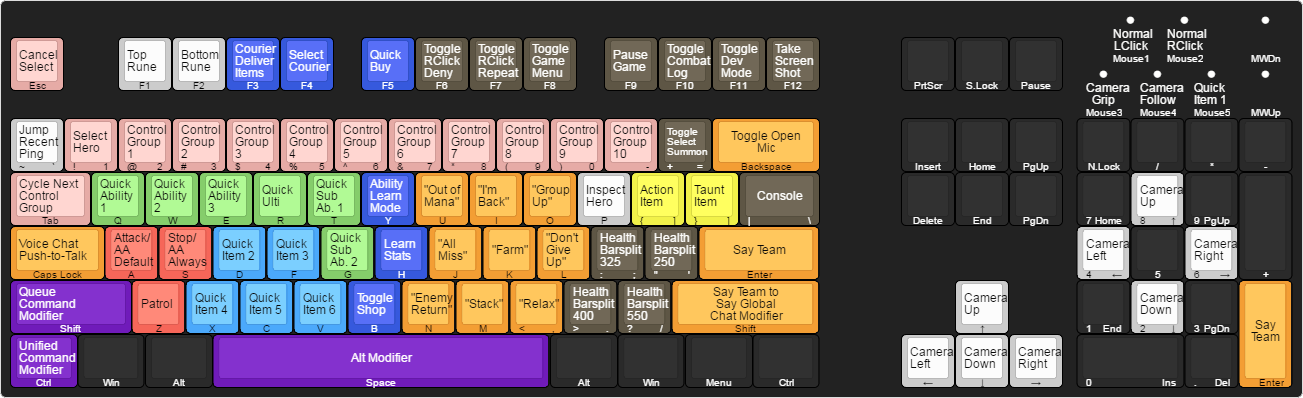 Normal LClick Mouse1
Normal RClick Mouse2
MWDn
Cancel Select Esc
Top Rune F1
Bottom Rune F2
Courier Deliver Items F3
Select Courier F4
Quick Buy F5
Toggle RClick Deny F6
Toggle RClick Repeat F7
Toggle Game Menu F8
Pause Game F9
Toggle Combat Log F10
Toggle Dev Mode F11
Take Screen Shot F12
PrtScr
S.Lock
Pause
Camera Grip Mouse3
Camera Follow Mouse4
Quick Item 1 Mouse5
MWUp
Jump Recent Ping ~ `
Select Hero ! 1
Control Group 1 @ 2
Control Group 2 # 3
Control Group 3 $ 4
Control Group 4 % 5
Control Group 5 ^ 6
Control Group 6 & 7
Control Group 7 * 8
Control Group 8 ( 9
Control Group 9 ) 0
Control Group 10 _ -
Toggle Select Summon + =
Toggle Open Mic Backspace
Insert
Home
PgUp
N.Lock
/
*
-
Cycle Next Control Group Tab
Quick Ability 1 Q
Quick Ability 2 W
Quick Ability 3 E
Quick Ulti R
Quick Sub Ab. 1 T
Ability Learn Mode Y
"Out of Mana" U
"I'm Back" I
"Group Up" O
Inspect Hero P
Action Item { [
Taunt Item } ]
Console | \
Delete
End
PgDn
7 Home
Camera Up 8 ↑
9 PgUp
Voice Chat Push-to-Talk Caps Lock
Attack/ AA Default A
Stop/ AA Always S
Quick Item 2 D
Quick Item 3 F
Quick Sub Ab. 2 G
Learn Stats H
"All Miss" J
"Farm" K
"Don't Give Up" L
Health Barsplit 325 : ;
Health Barsplit 250 " '
Say Team Enter
Camera Left 4 ←
5
Camera Right 6 →
+
Queue Command Modifier Shift
Patrol Z
Quick Item 4 X
Quick Item 5 C
Quick Item 6 V
Toggle Shop B
"Enemy Return" N
"Stack" M
"Relax" < ,
Health Barsplit 400 > .
Health Barsplit 550 ? /
Say Team to Say Global Chat Modifier Shift
Camera Up ↑
1 End
Camera Down 2 ↓
3 PgDn
Say Team Enter
Unified Command Modifier Ctrl
Win
Alt
Alt Modifier Space
Alt
Win
Menu
Ctrl
Camera Left ←
Camera Down ↓
Camera Right →
0 Ins
. Del